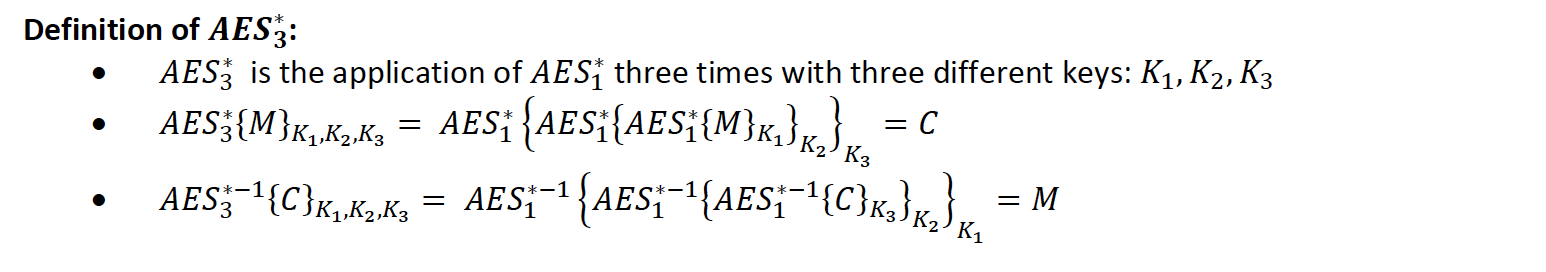 Definition of AES₃*:
• AES₃* is the application of AES₁* three times with three different keys: K₁, K₂, K₃
• AES₃*{M}_{K₁,K₂,K₃} = AES₁*{AES₁*{AES₁*{M}_{K₁}}_{K₂}}_{K₃} = C
• AES₃*⁻¹{C}_{K₁,K₂,K₃} = AES₁*⁻¹{AES₁*⁻¹{AES₁*⁻¹{C}_{K₃}}_{K₂}}_{K₁} = M